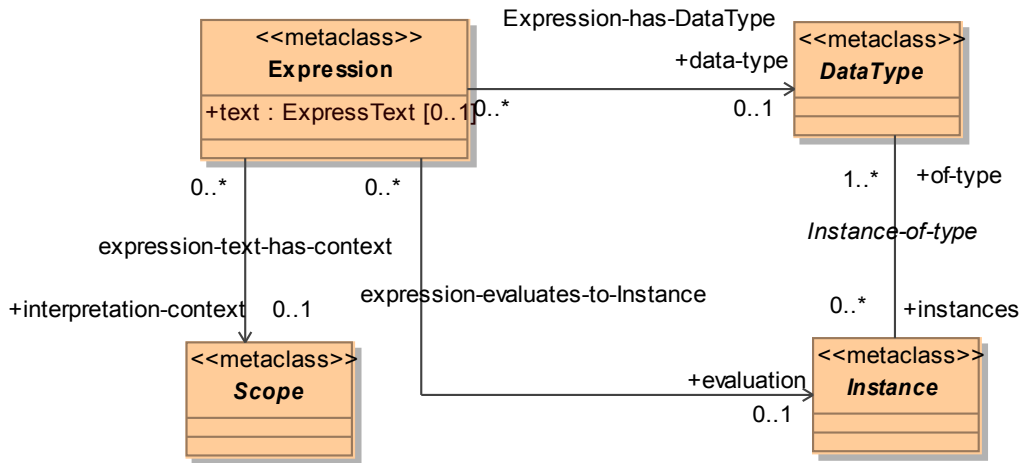 Expression-has-DataType
<<metaclass>>
Expression
+text : ExpressText [0..1]
0..*
+data-type
0..1
<<metaclass>>
DataType
0..*
0..*
1..*
+of-type
expression-text-has-context
Instance-of-type
+interpretation-context
0..1
expression-evaluates-to-Instance
0..*
+instances
<<metaclass>>
Scope
+evaluation
0..1
<<metaclass>>
Instance